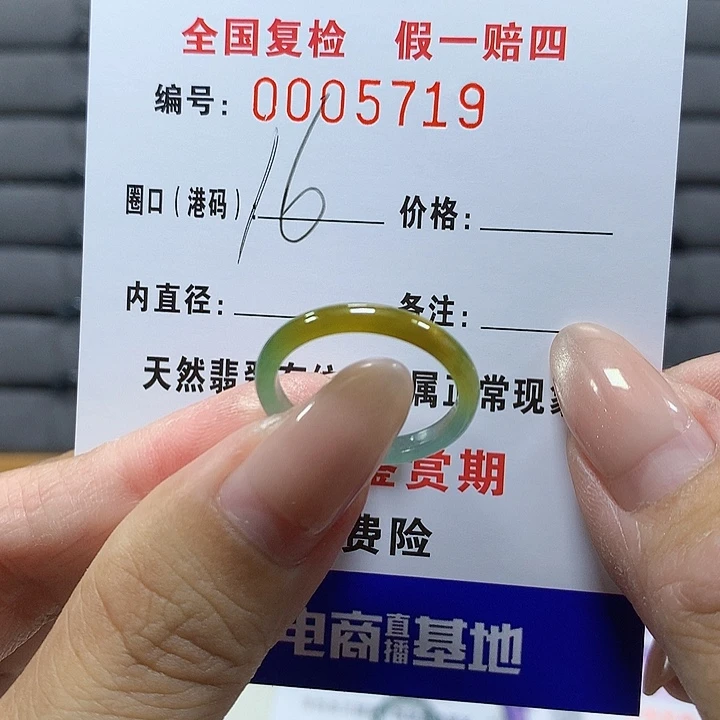 全国复检 假一赔四
编号: 0005719
圈口(港码): 16 价格:
内直径: 备注:
天然翡 属正常现
鉴赏期
费险
电商直播基地